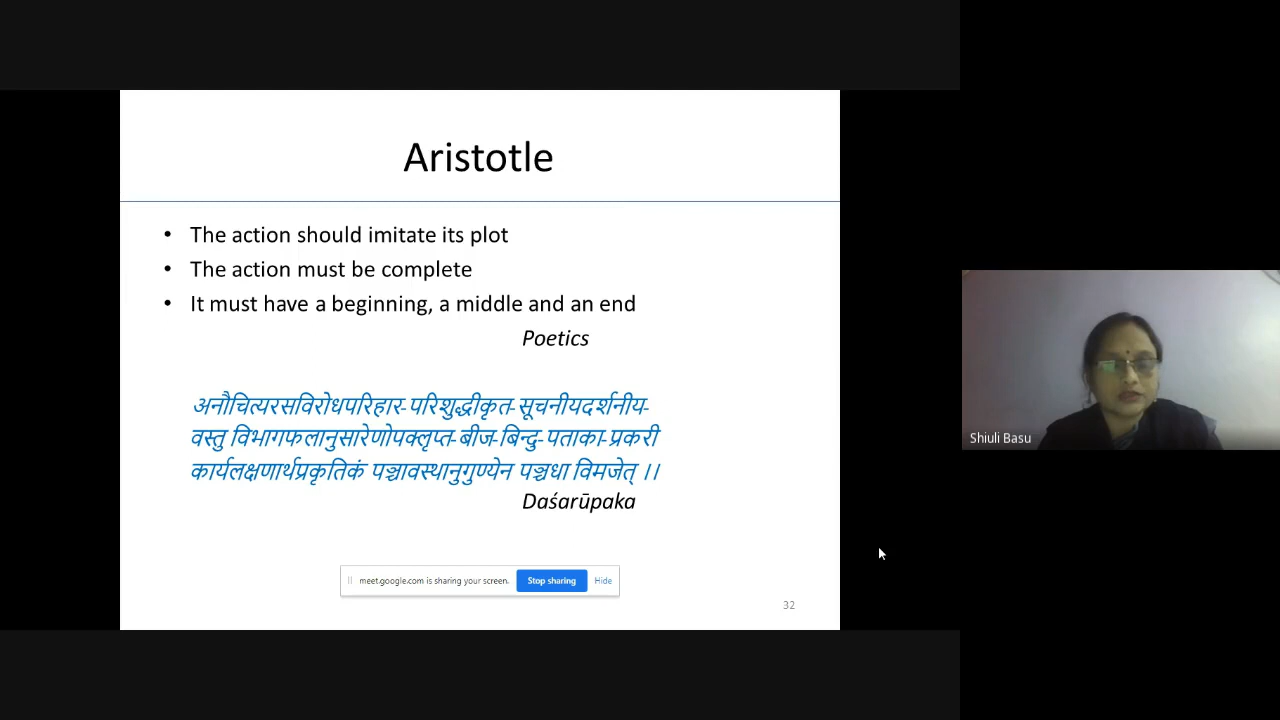 Aristotle
• The action should imitate its plot
• The action must be complete
• It must have a beginning, a middle and an end
Poetics
अनौचित्यरसविरोधपरिहार-परिशुद्धीकृत-सूचनीयदर्शनीय-
वस्तु विभागफलानुसारेणोपक्लृप्त-बीज-बिन्दु-पताका-प्रकरी
कार्यलक्षणार्थप्रकृतिकं पञ्चावस्थानुगुण्येन पञ्चधा विमजेत् ।।
Daśarūpaka
meet.google.com is sharing your screen.
Stop sharing
Hide
32
Shiuli Basu